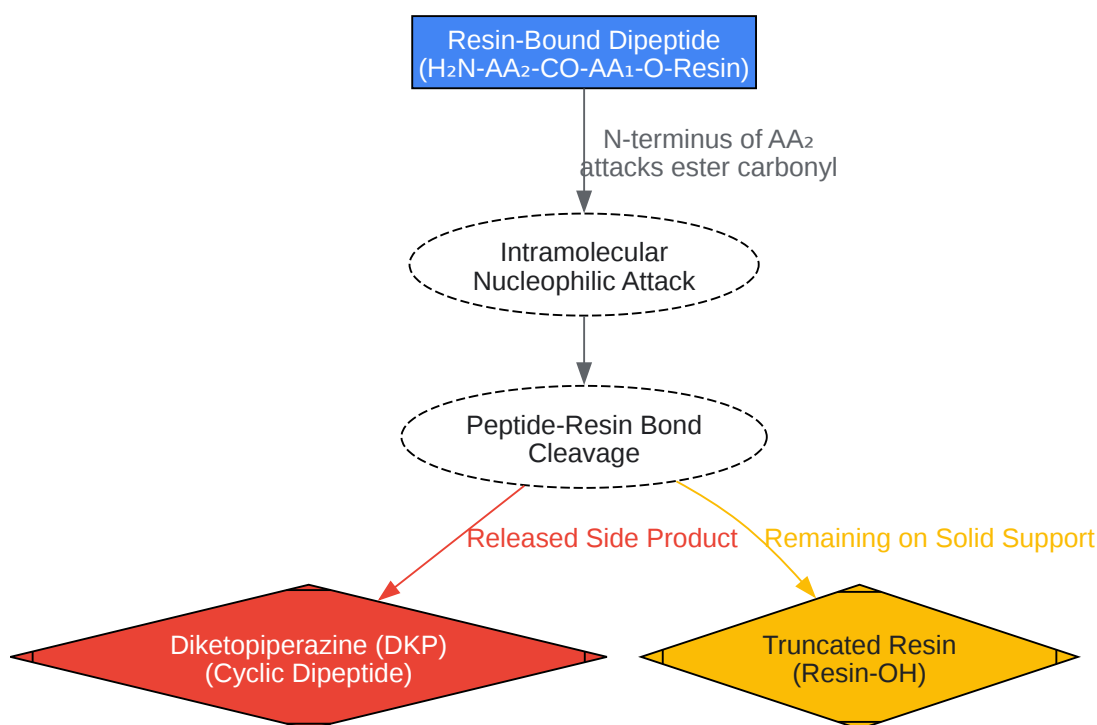 Resin-Bound Dipeptide
(H₂N-AA₂-CO-AA₁-O-Resin)
N-terminus of AA₂
attacks ester carbonyl
Intramolecular
Nucleophilic Attack
Peptide-Resin Bond
Cleavage
Released Side Product
Remaining on Solid Support
Diketopiperazine (DKP)
(Cyclic Dipeptide)
Truncated Resin
(Resin-OH)